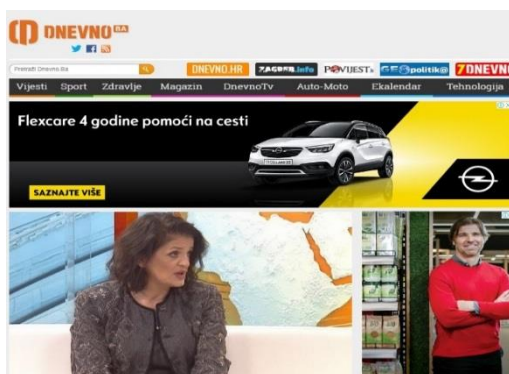 DNEVNO BA
Pretraži Dnevno.Ba
DNEVNO.HR ZAGREB.info POVIJEST GEOpolitika 7DNEVNO
Vijesti Sport Zdravlje Magazin DnevnoTv Auto-Moto Ekalendar Tehnologija
Flexcare 4 godine pomoći na cesti
SAZNAJTE VIŠE